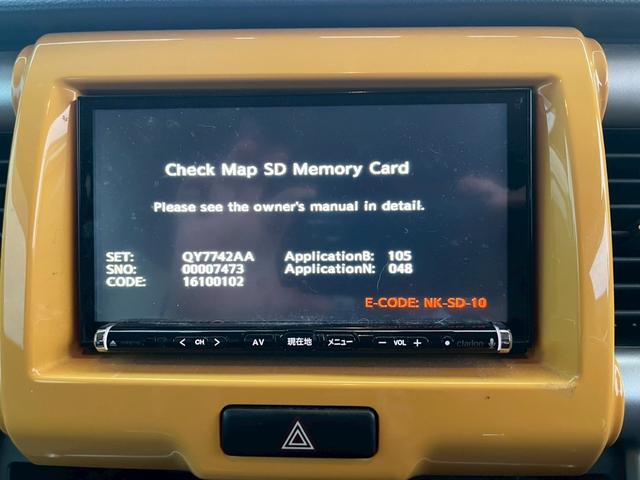 Check Map SD Memory Card
Please see the owner's manual in detail.
SET: QY7742AA ApplicationB: 105
SNO: 00007473 ApplicationN: 048
CODE: 16100102
E-CODE: NK-SD-10
CH AV 現在地 メニュー − VOL + clarion